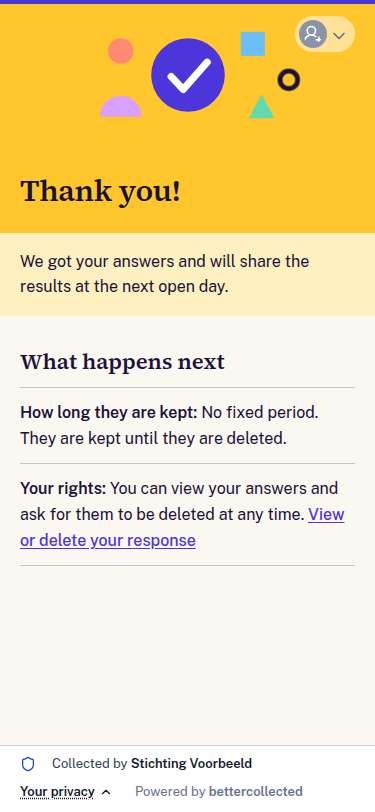 Thank you!
We got your answers and will share the
results at the next open day.
What happens next
How long they are kept: No fixed period.
They are kept until they are deleted.
Your rights: You can view your answers and
ask for them to be deleted at any time. View
or delete your response
Collected by Stichting Voorbeeld
Your privacy
Powered by bettercollected